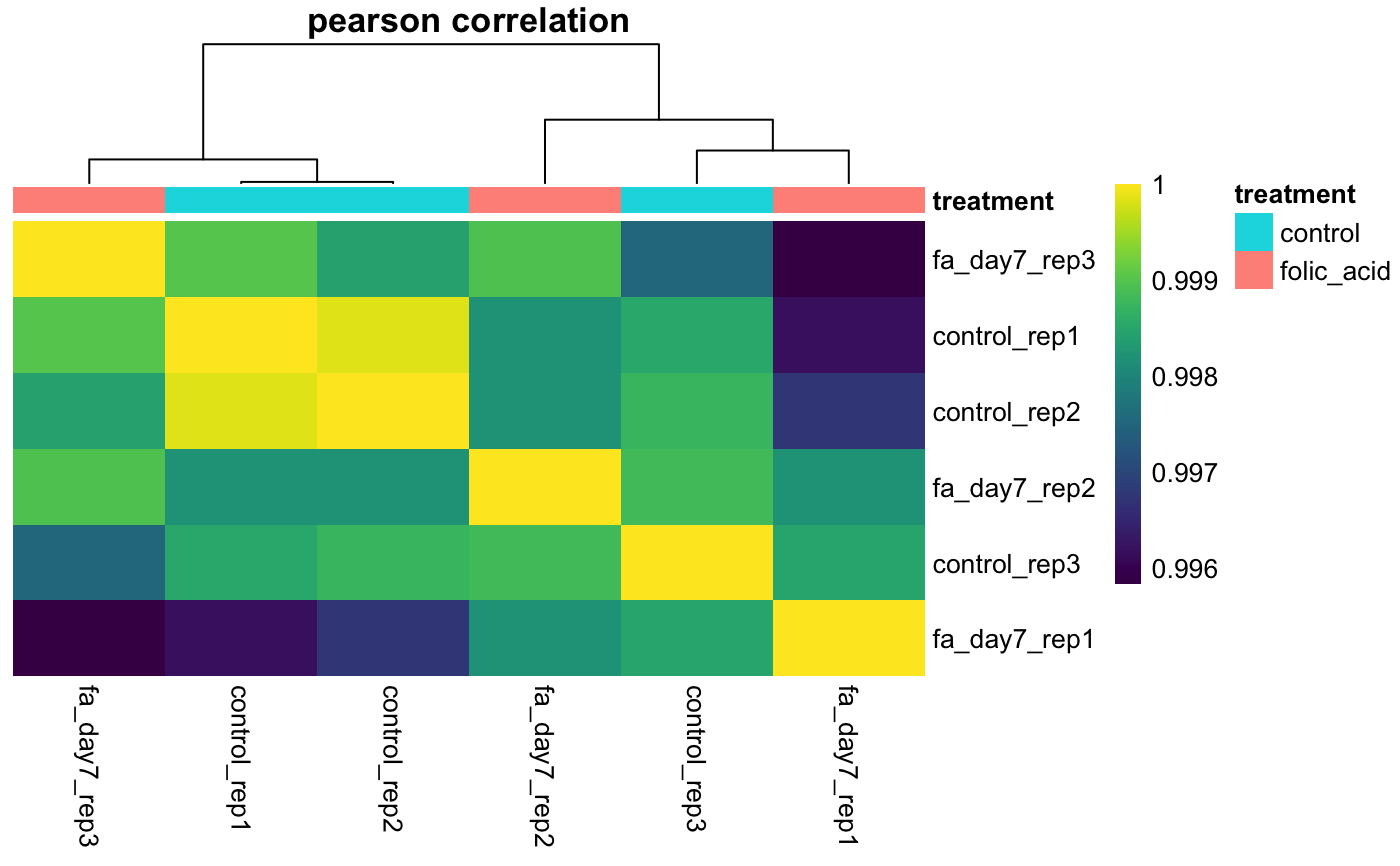 pearson correlation
treatment
fa_day7_rep3
control_rep1
control_rep2
fa_day7_rep2
control_rep3
fa_day7_rep1
1
0.999
0.998
0.997
0.996
treatment
control
folic_acid
fa_day7_rep3
control_rep1
control_rep2
fa_day7_rep2
control_rep3
fa_day7_rep1